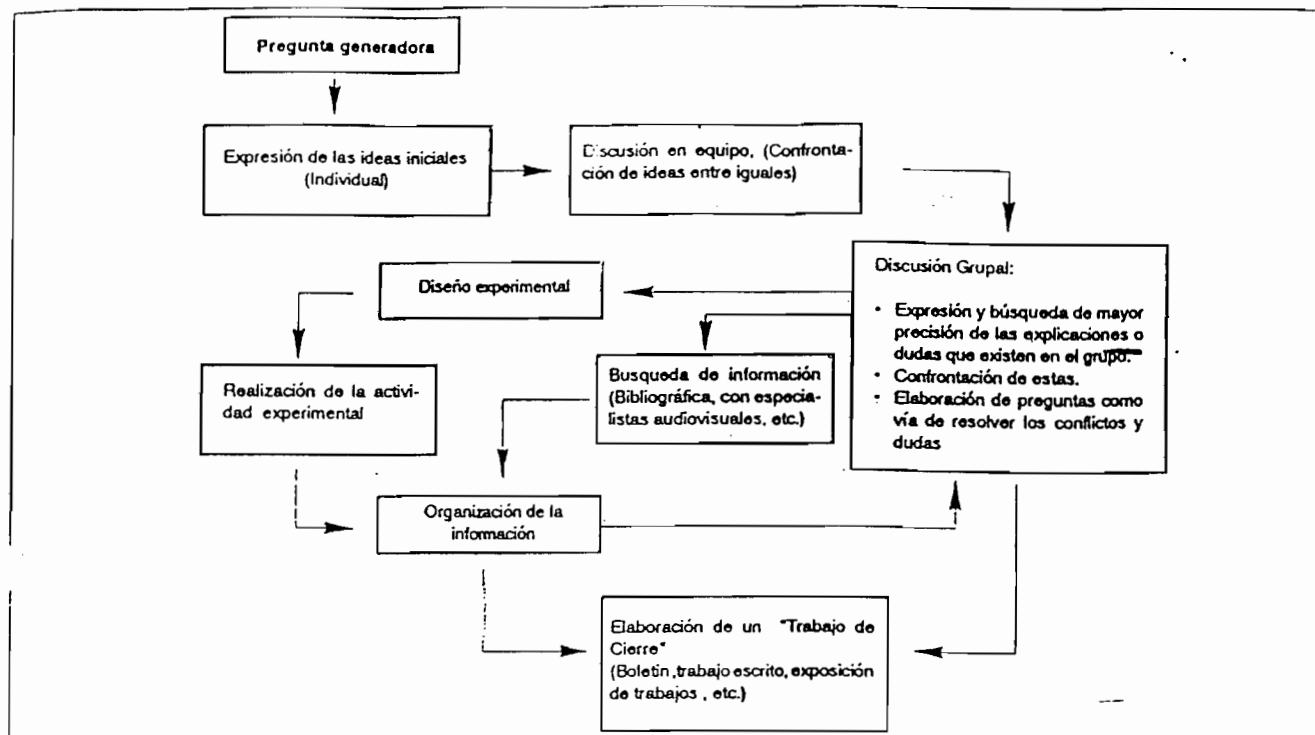 Pregunta generadora
Expresión de las ideas iniciales
(Individual)
Discusión en equipo, (Confronta-
ción de ideas entre iguales)
Discusión Grupal:
• Expresión y búsqueda de mayor
precisión de las explicaciones o
dudas que existen en el grupo.
• Confrontación de estas.
• Elaboración de preguntas como
vía de resolver los conflictos y
dudas
Diseño experimental
Busqueda de información
(Bibliográfica, con especia-
listas audiovisuales, etc.)
Realización de la activi-
dad experimental
Organización de la
información
Elaboración de un "Trabajo de
Cierre"
(Boletín ,trabajo escrito, exposición
de trabajos , etc.)